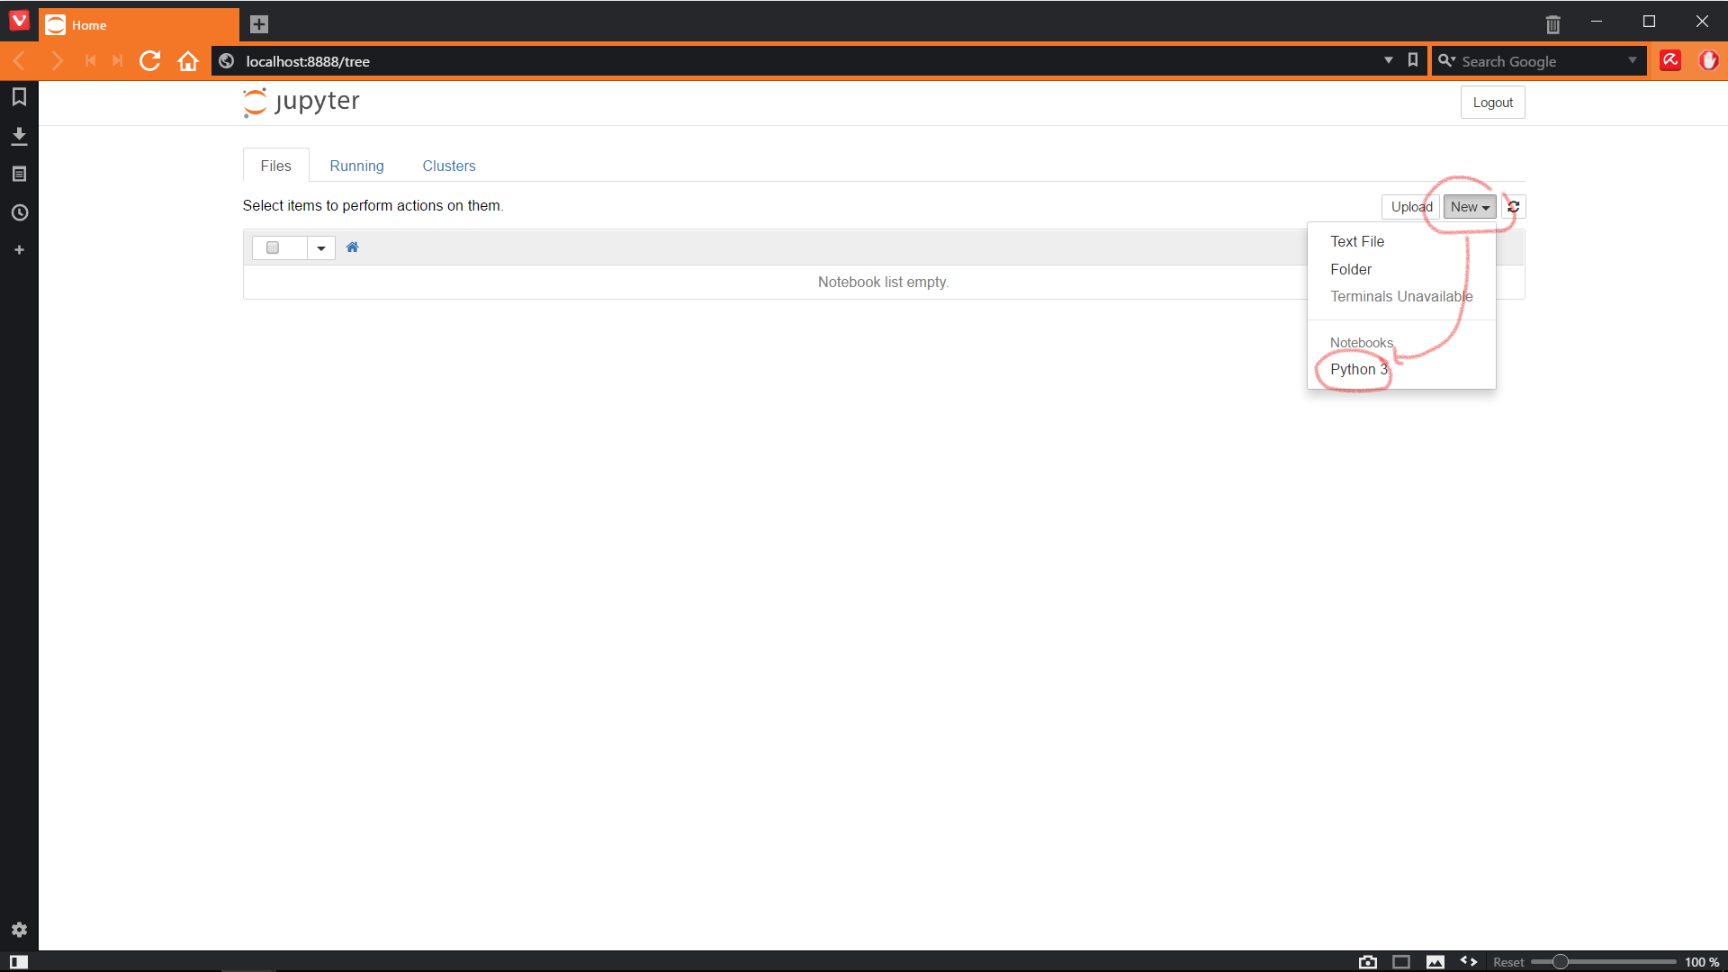 Home
localhost:8888/tree
Search Google
jupyter
Logout
Files
Running
Clusters
Select items to perform actions on them.
Upload
New
Text File
Folder
Terminals Unavailable
Notebooks
Python 3
Notebook list empty.
Reset
100 %